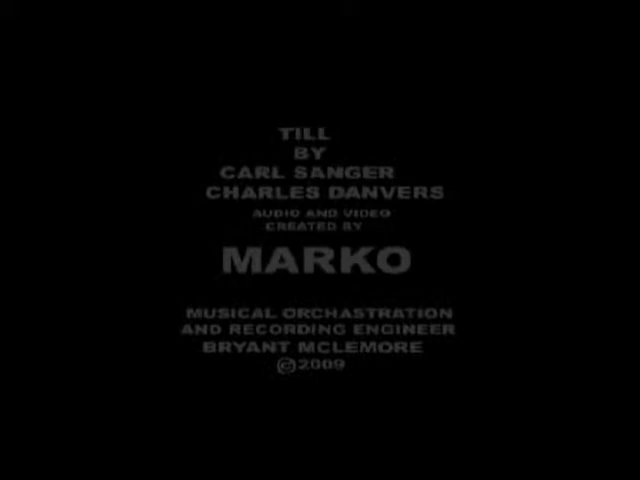 TILL
BY
CARL SANGER
CHARLES DANVERS
AUDIO AND VIDEO
CREATED BY
MARKO
MUSICAL ORCHASTRATION
AND RECORDING ENGINEER
BRYANT MCLEMORE
©2009